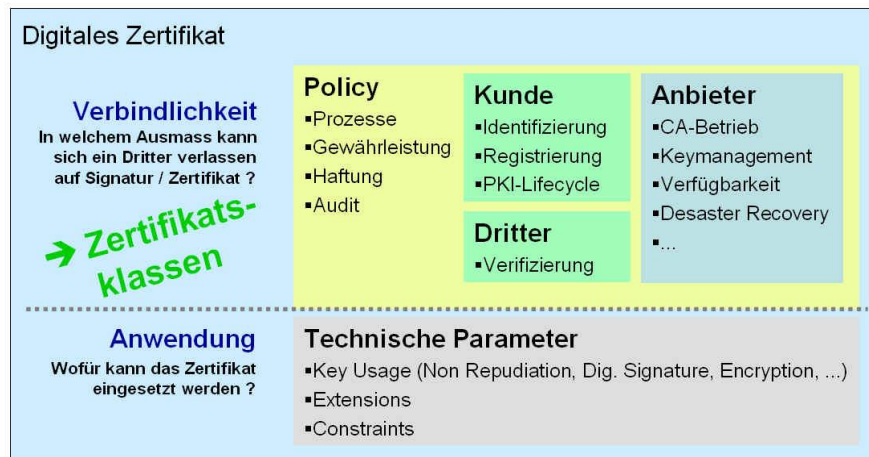 Digitales Zertifikat
Verbindlichkeit
In welchem Ausmass kann
sich ein Dritter verlassen
auf Signatur / Zertifikat ?
➔ Zertifikats-
klassen
Policy
▪Prozesse
▪Gewährleistung
▪Haftung
▪Audit
Kunde
▪Identifizierung
▪Registrierung
▪PKI-Lifecycle
Dritter
▪Verifizierung
Anbieter
▪CA-Betrieb
▪Keymanagement
▪Verfügbarkeit
▪Desaster Recovery
▪...
Anwendung
Wofür kann das Zertifikat
eingesetzt werden ?
Technische Parameter
▪Key Usage (Non Repudiation, Dig. Signature, Encryption, ...)
▪Extensions
▪Constraints